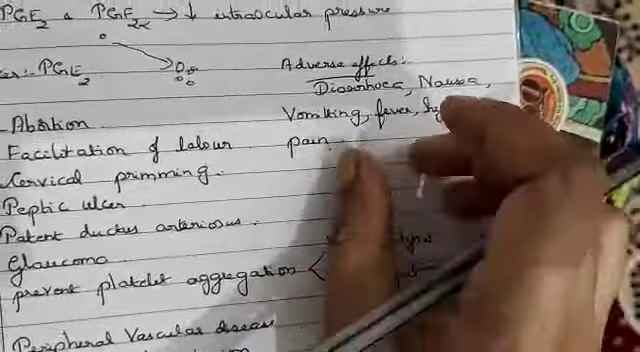 PGE2 & PGF2α → ↓ intraocular pressure
PGE2
Adverse effects:
Diarrhoea, Nausea,
Vomitting, fever,
pain
Abortion
Facilitation of labour
Cervical primming.
Peptic ulcer
Patent ductus arteriosus.
Glaucoma
prevent platelet aggregation <
Peripheral Vascular disease